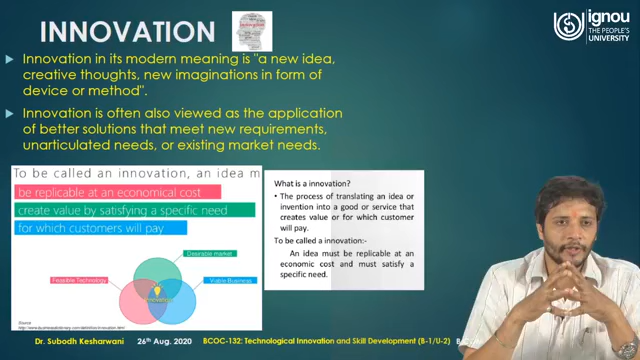 INNOVATION
ignou
THE PEOPLE'S
UNIVERSITY
Innovation in its modern meaning is "a new idea,
creative thoughts, new imaginations in form of
device or method".
Innovation is often also viewed as the application
of better solutions that meet new requirements,
unarticulated needs, or existing market needs.
To be called an innovation, an idea m
be replicable at an economical cost
create value by satisfying a specific need
for which customers will pay
Desirable market
Feasible Technology
Viable Business
What is a innovation?
• The process of translating an idea or
invention into a good or service that
creates value or for which customer
will pay.
To be called a innovation:-
An idea must be replicable at an
economic cost and must satisfy a
specific need.
Dr. Subodh Kesharwani 26th Aug. 2020 BCOC-132: Technological Innovation and Skill Development (B-1/U-2)